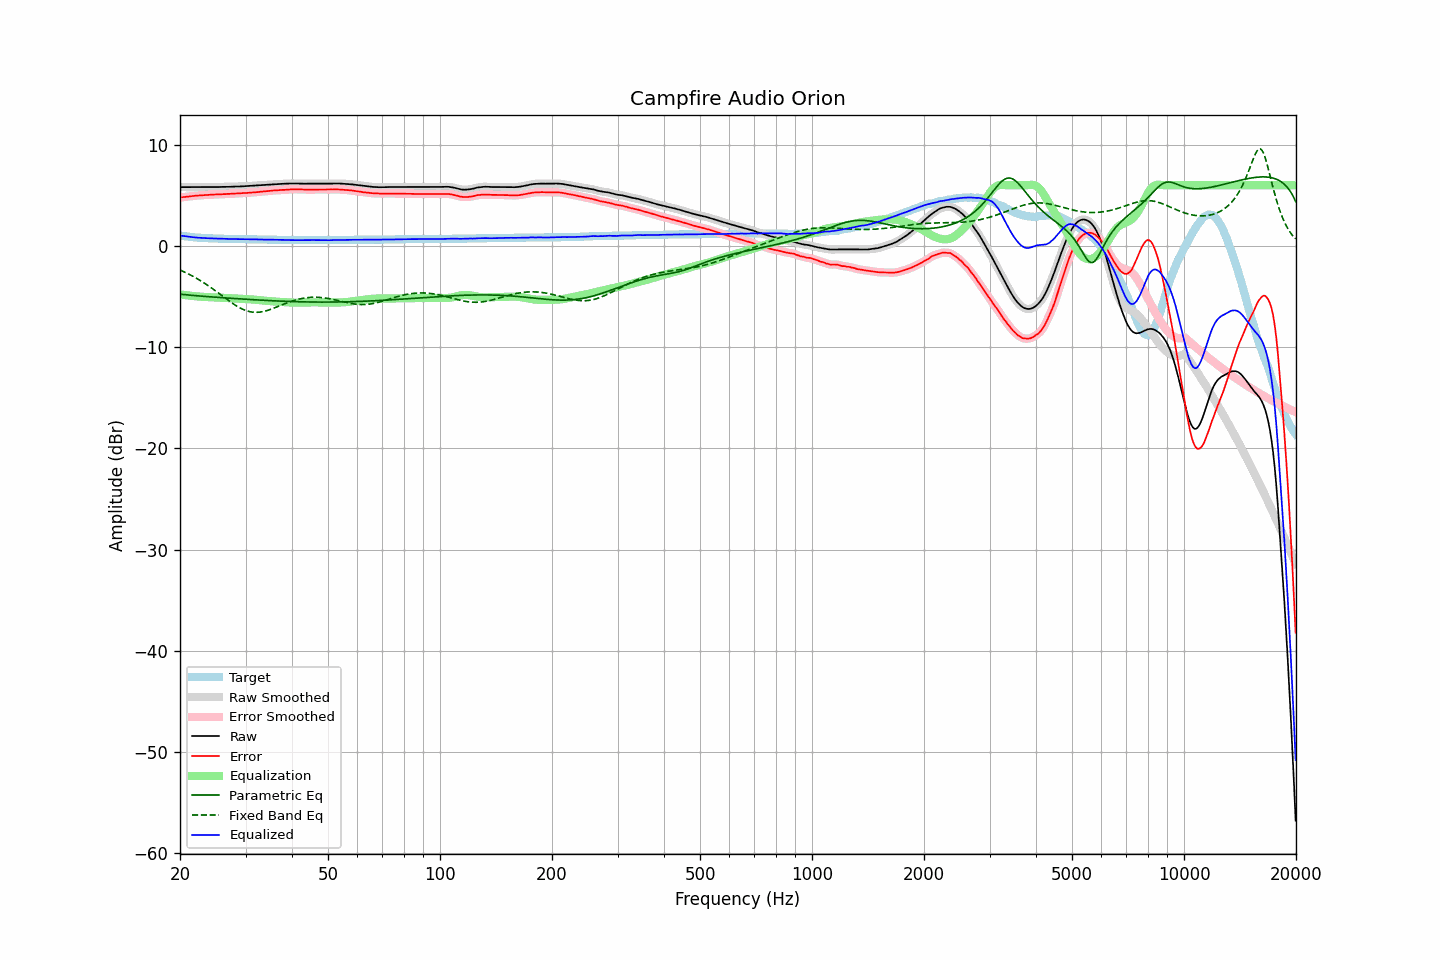 Campfire Audio Orion
Amplitude (dBr)
10
0
−10
−20
−30
−40
−50
−60
Target
Raw Smoothed
Error Smoothed
Raw
Error
Equalization
Parametric Eq
Fixed Band Eq
Equalized
20 50 100 200 500 1000 2000 5000 10000 20000
Frequency (Hz)